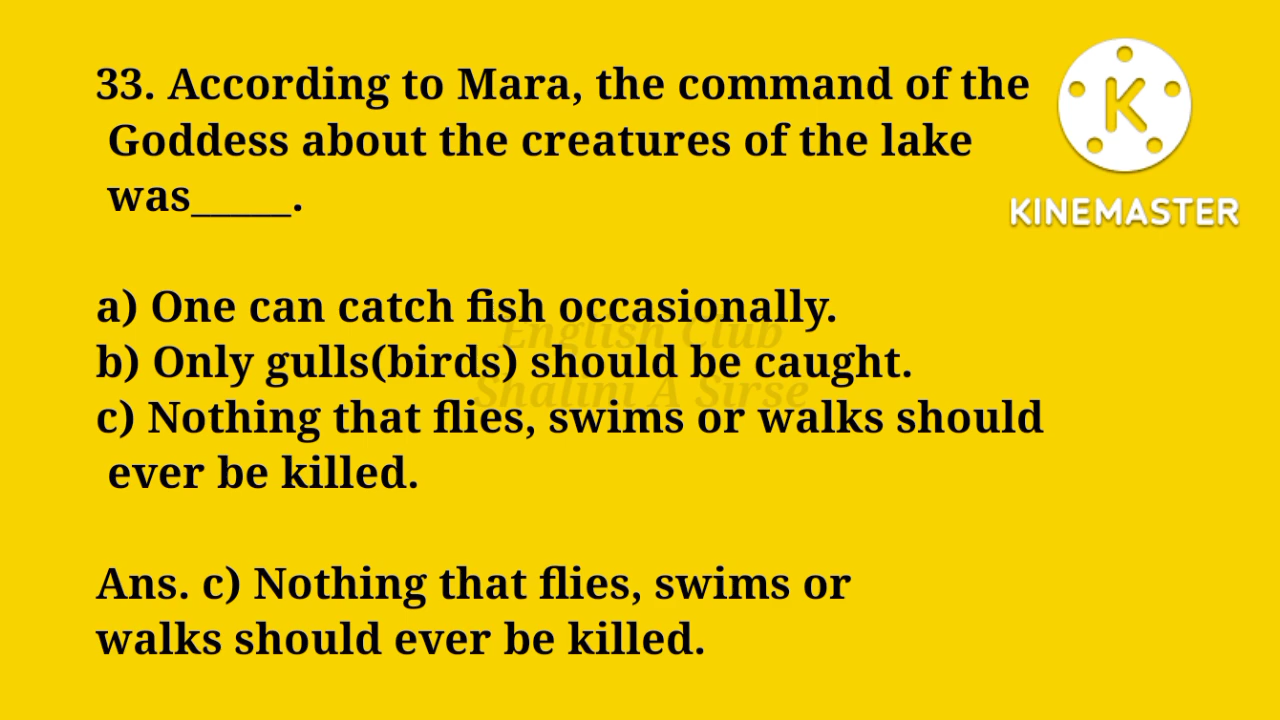 33. According to Mara, the command of the
Goddess about the creatures of the lake
was_____.
KINEMASTER
a) One can catch fish occasionally.
English Club
b) Only gulls(birds) should be caught.
Shalini A Sirse
c) Nothing that flies, swims or walks should
ever be killed.
Ans. c) Nothing that flies, swims or
walks should ever be killed.